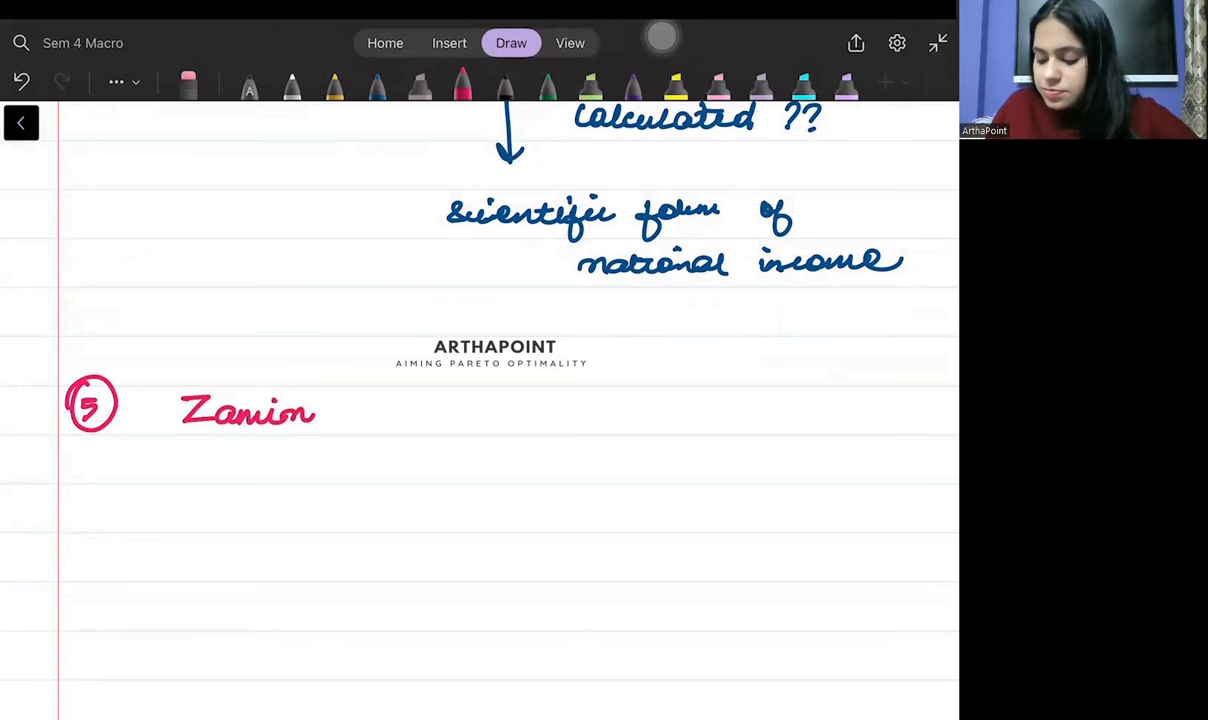 Sem 4 Macro
Home Insert Draw View
A
ArthaPoint
Calculated ??
Scientific form of
national income
ARTHAPOINT
AIMING PARETO OPTIMALITY
5 Zamion